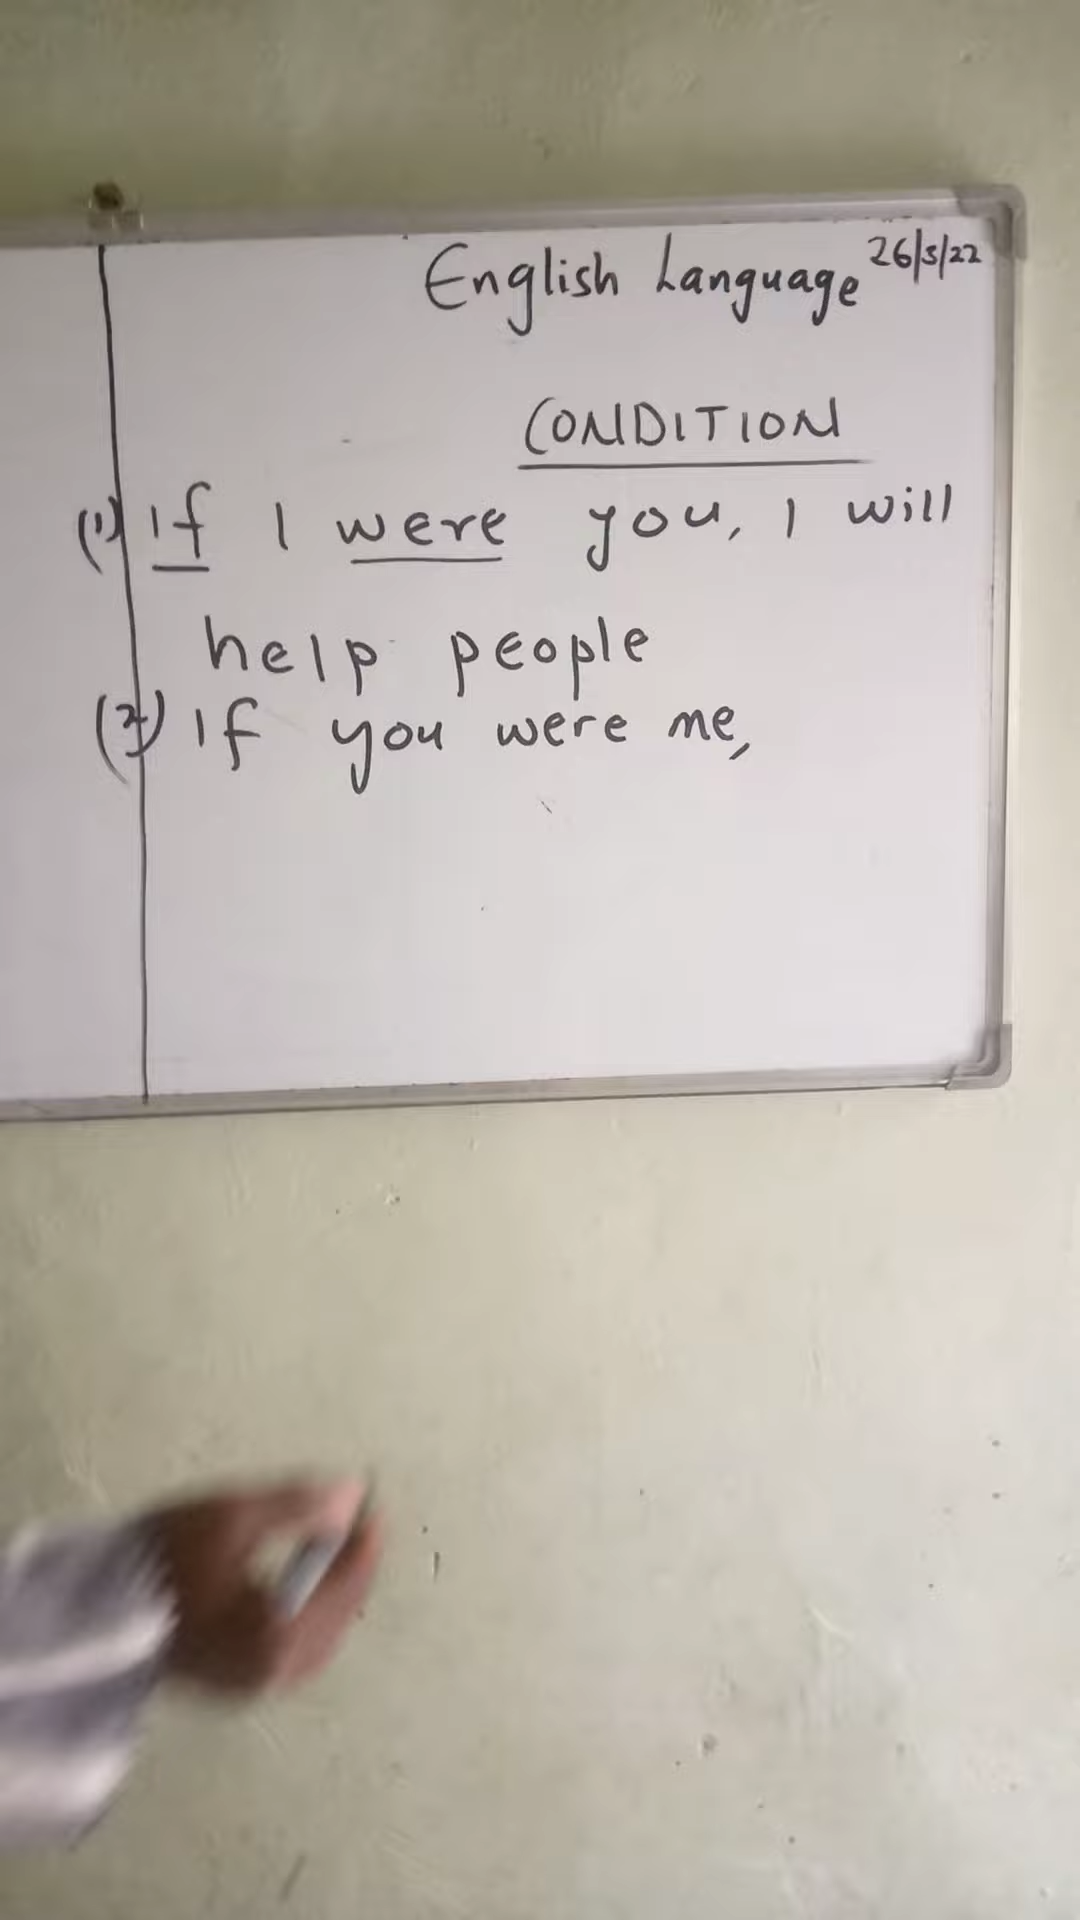 English Language 26/5/22
CONDITION
(1) If I were you, I will
help people
(2) If you were me,